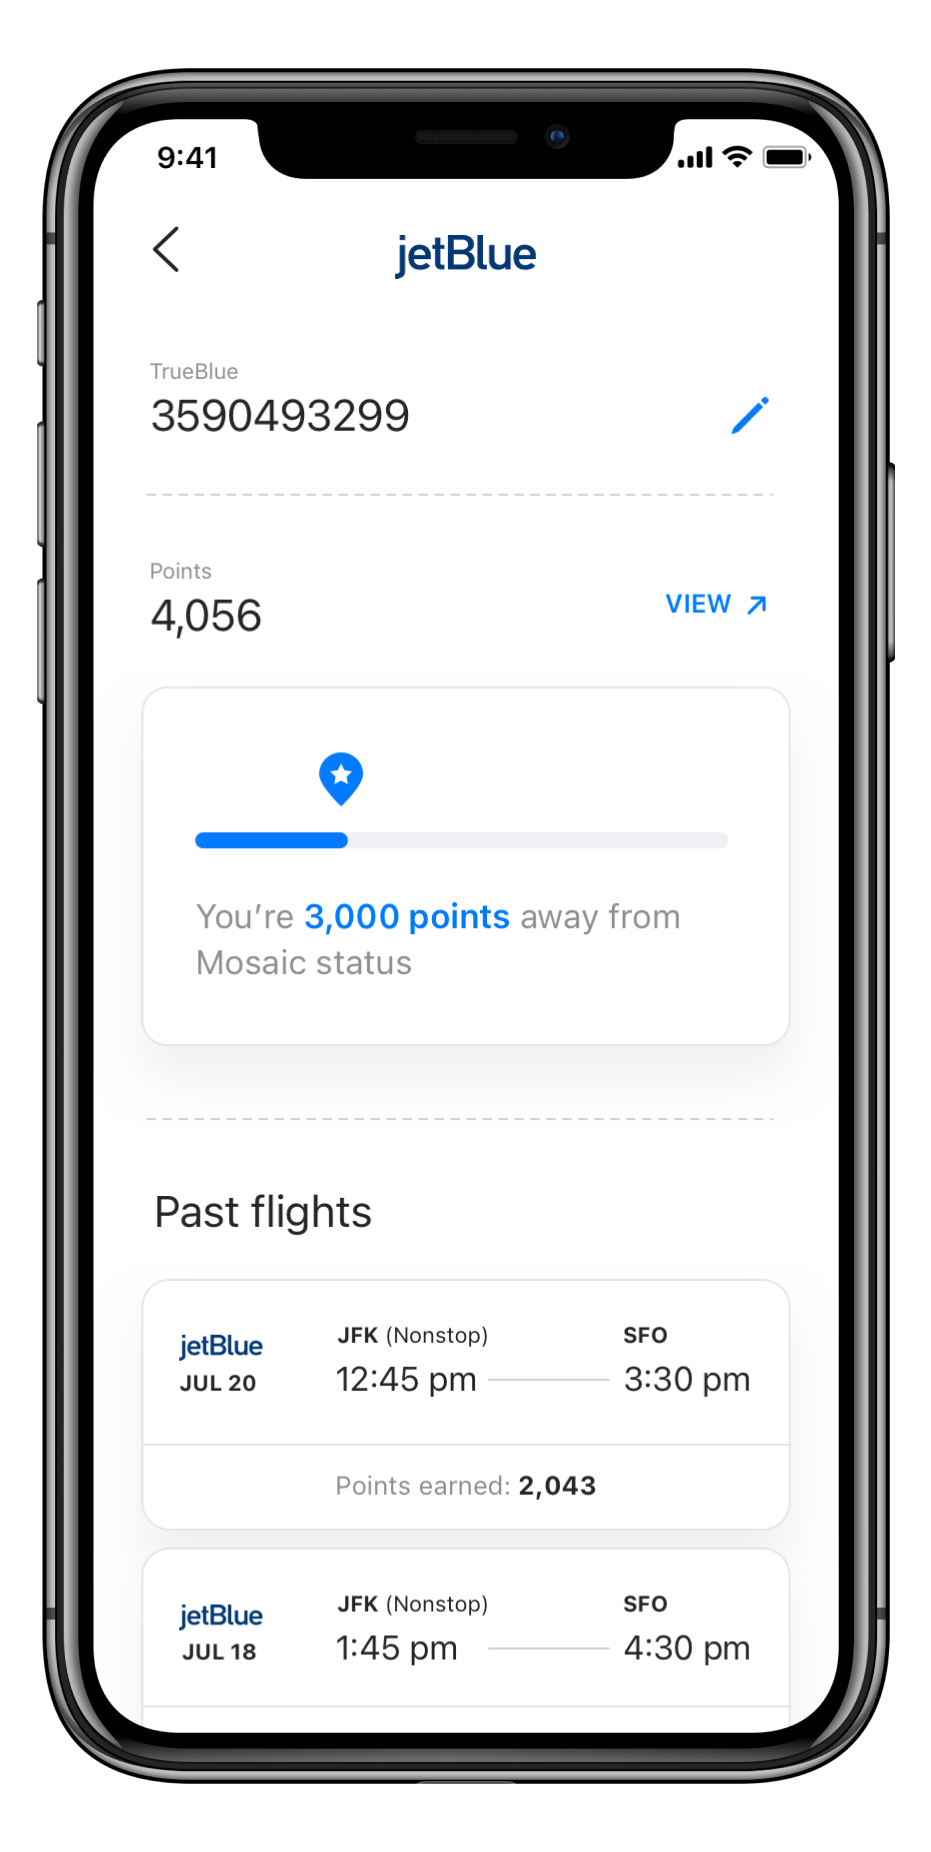 9:41
jetBlue
TrueBlue
3590493299
Points
4,056
VIEW
You’re 3,000 points away from
Mosaic status
Past flights
jetBlue
JUL 20
JFK (Nonstop)
12:45 pm
SFO
3:30 pm
Points earned: 2,043
jetBlue
JUL 18
JFK (Nonstop)
1:45 pm
SFO
4:30 pm